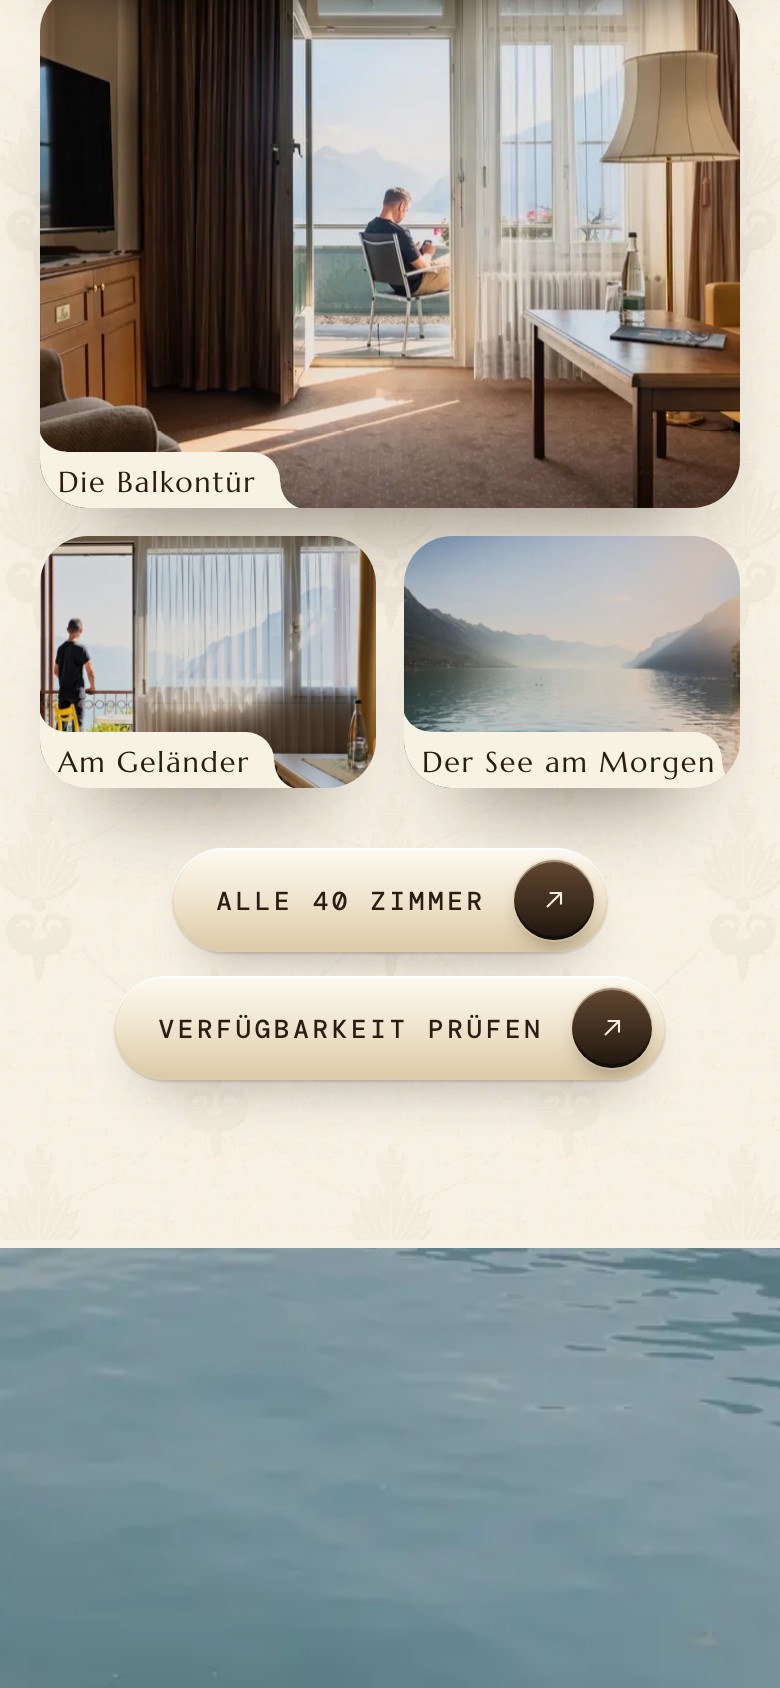 Die Balkontür
Am Geländer
Der See am Morgen
ALLE 40 ZIMMER
VERFÜGBARKEIT PRÜFEN